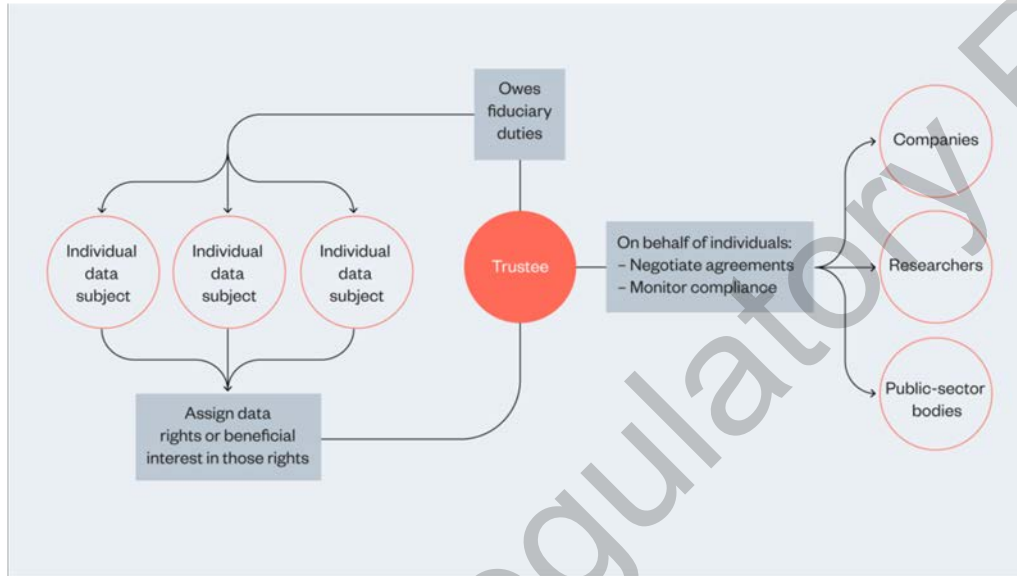 Owes
fiduciary
duties
Individual
data
subject
Individual
data
subject
Individual
data
subject
Trustee
On behalf of individuals:
– Negotiate agreements
– Monitor compliance
Companies
Researchers
Public-sector
bodies
Assign data
rights or beneficial
interest in those rights